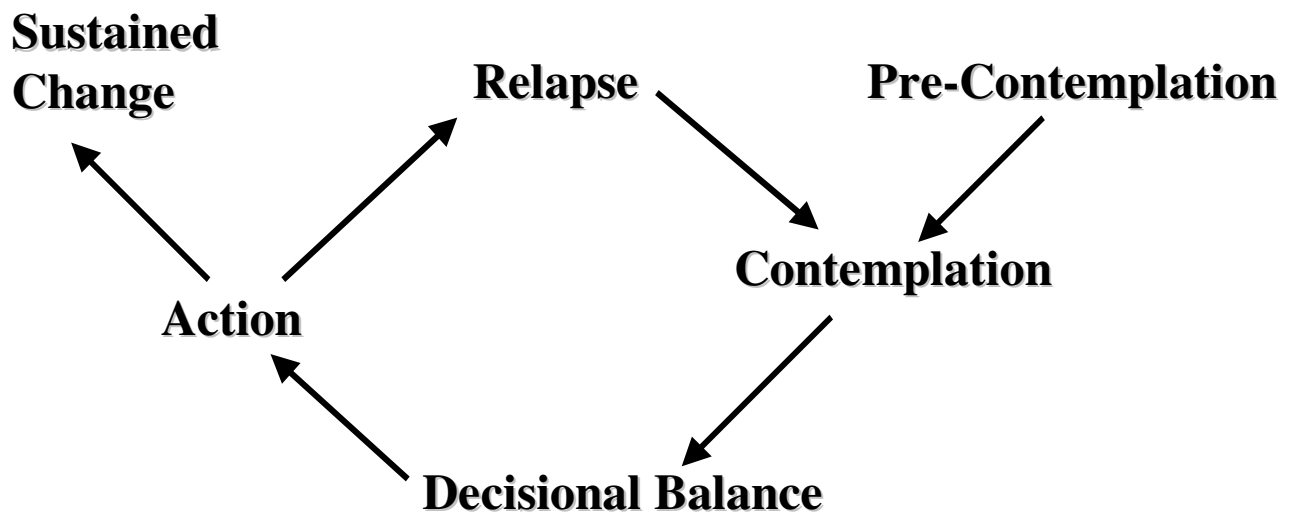 Sustained
Change
Relapse
Pre-Contemplation
Contemplation
Action
Decisional Balance